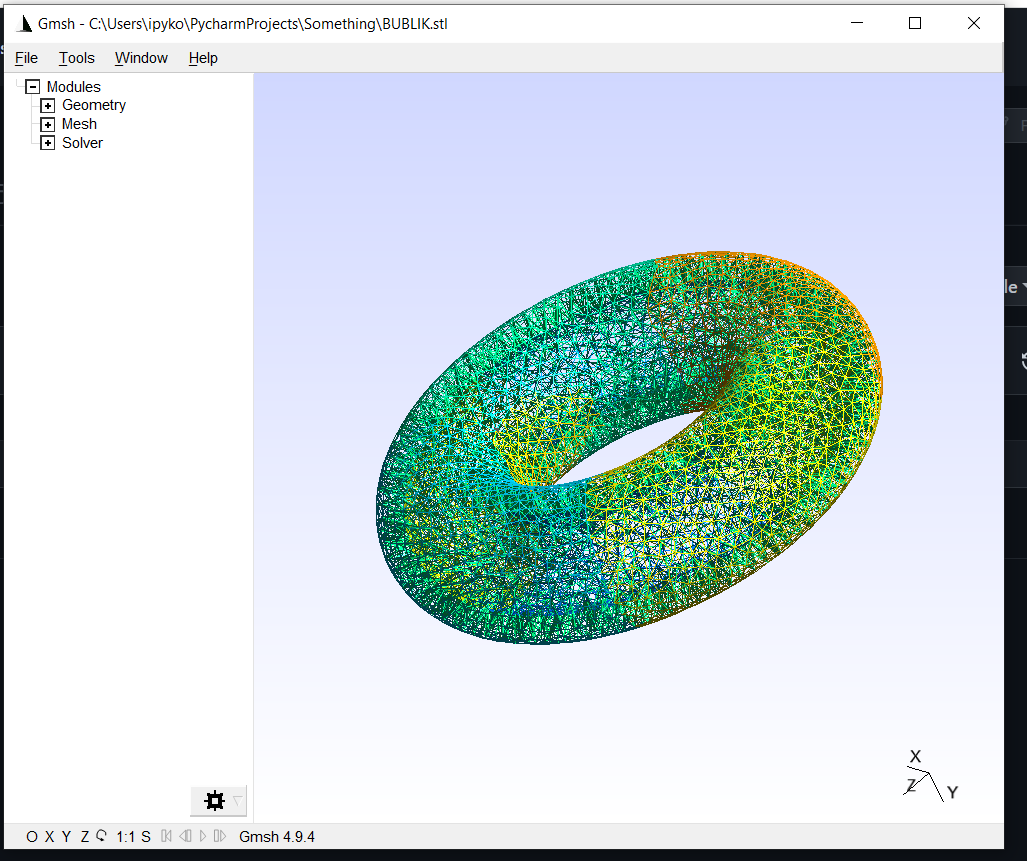 Gmsh - C:\Users\ipyko\PycharmProjects\Something\BUBLIK.stl
File Tools Window Help
Modules
Geometry
Mesh
Solver
le
X
Z
Y
O X Y Z 1:1 S Gmsh 4.9.4